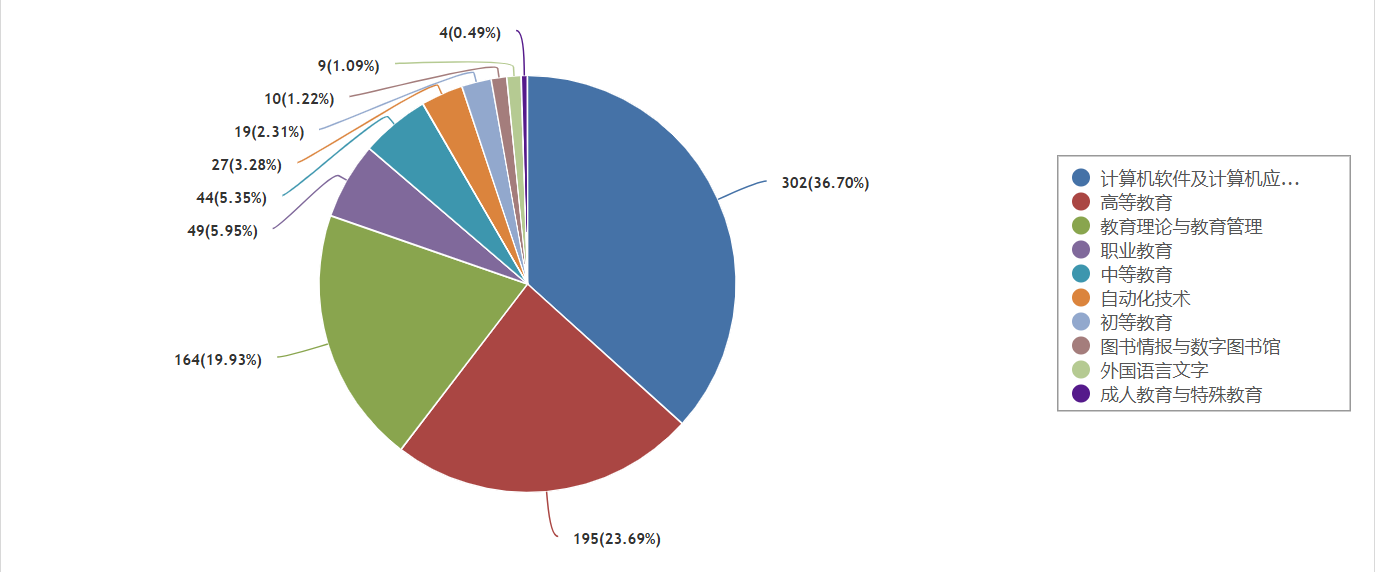 4(0.49%)
9(1.09%)
10(1.22%)
19(2.31%)
27(3.28%)
44(5.35%)
49(5.95%)
164(19.93%)
302(36.70%)
195(23.69%)
计算机软件及计算机应...
高等教育
教育理论与教育管理
职业教育
中等教育
自动化技术
初等教育
图书情报与数字图书馆
外国语言文字
成人教育与特殊教育